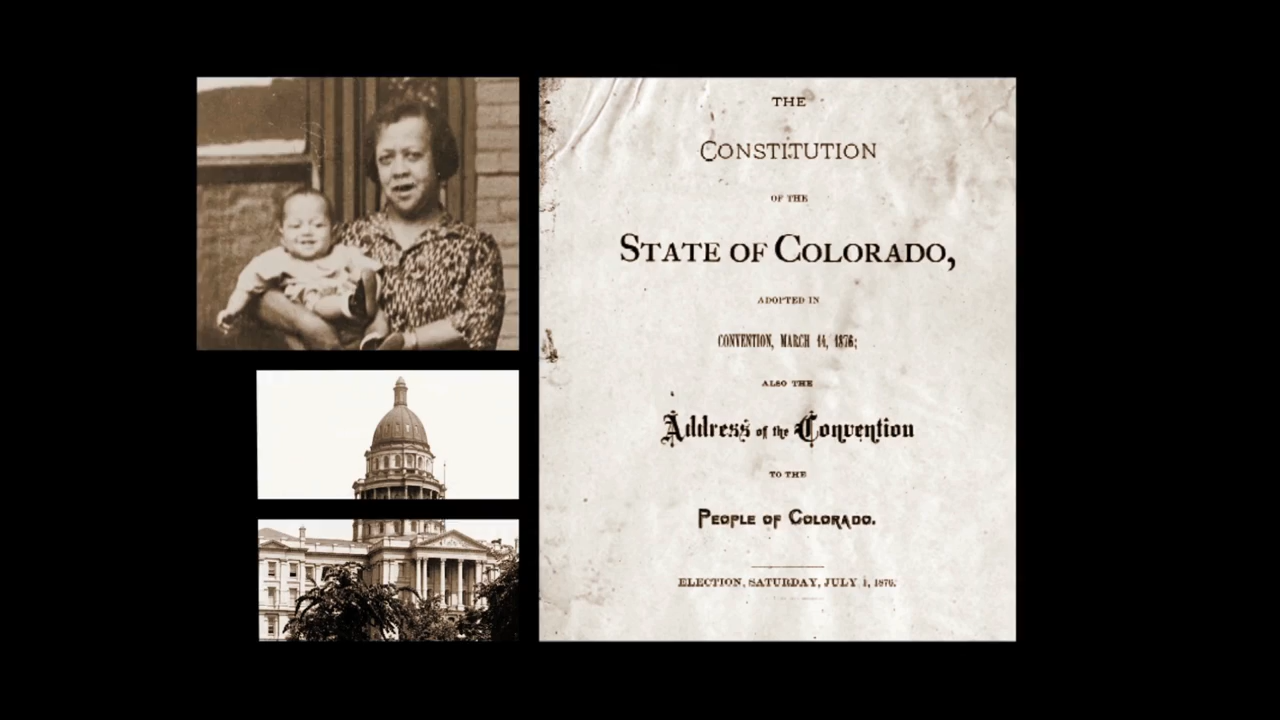 THE
CONSTITUTION
OF THE
STATE OF COLORADO,
ADOPTED IN
CONVENTION, MARCH 14, 1876;
ALSO THE
Address of the Convention
TO THE
PEOPLE OF COLORADO.
ELECTION, SATURDAY, JULY 1, 1876.